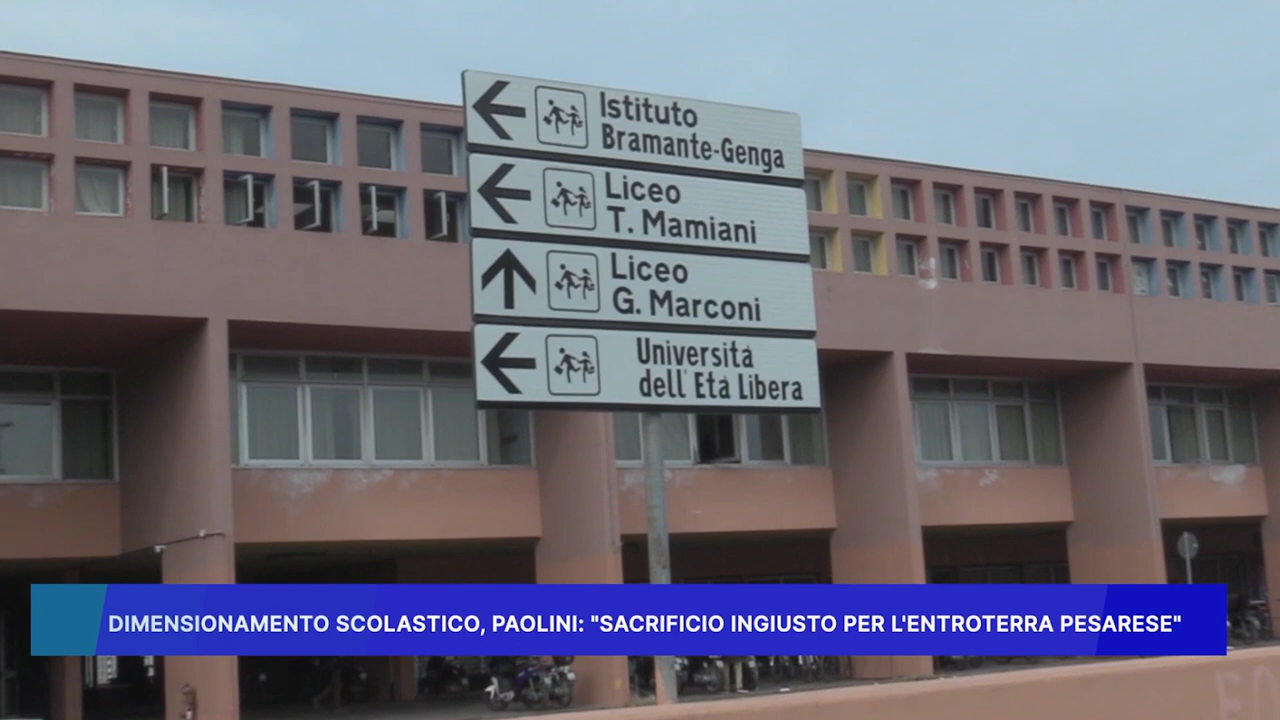 Istituto
Bramante-Genga
Liceo
T. Mamiani
Liceo
G. Marconi
Università
dell'Età Libera
DIMENSIONAMENTO SCOLASTICO, PAOLINI: "SACRIFICIO INGIUSTO PER L'ENTROTERRA PESARESE"